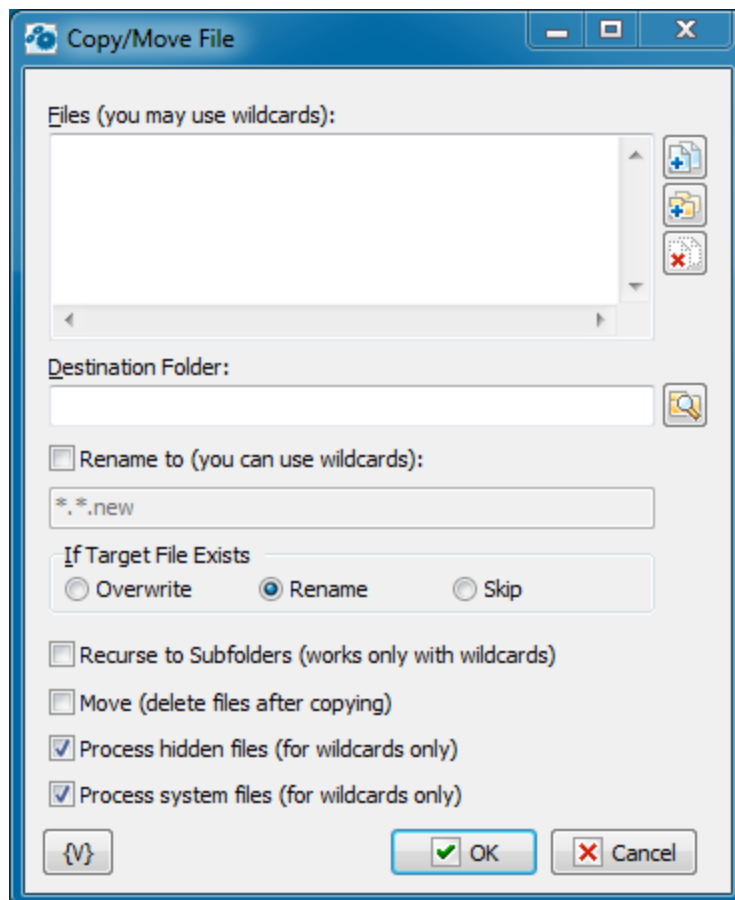 Copy/Move File
Files (you may use wildcards):
Destination Folder:
Rename to (you can use wildcards):
*.*.new
If Target File Exists
Overwrite Rename Skip
Recurse to Subfolders (works only with wildcards)
Move (delete files after copying)
Process hidden files (for wildcards only)
Process system files (for wildcards only)
{V} OK Cancel